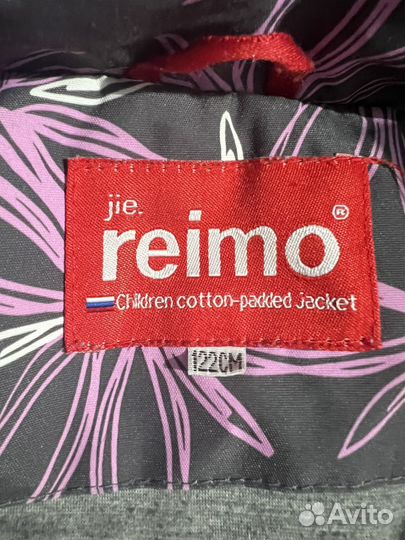 jie.
reimo®
Children cotton-padded jacket
122CM
Avito